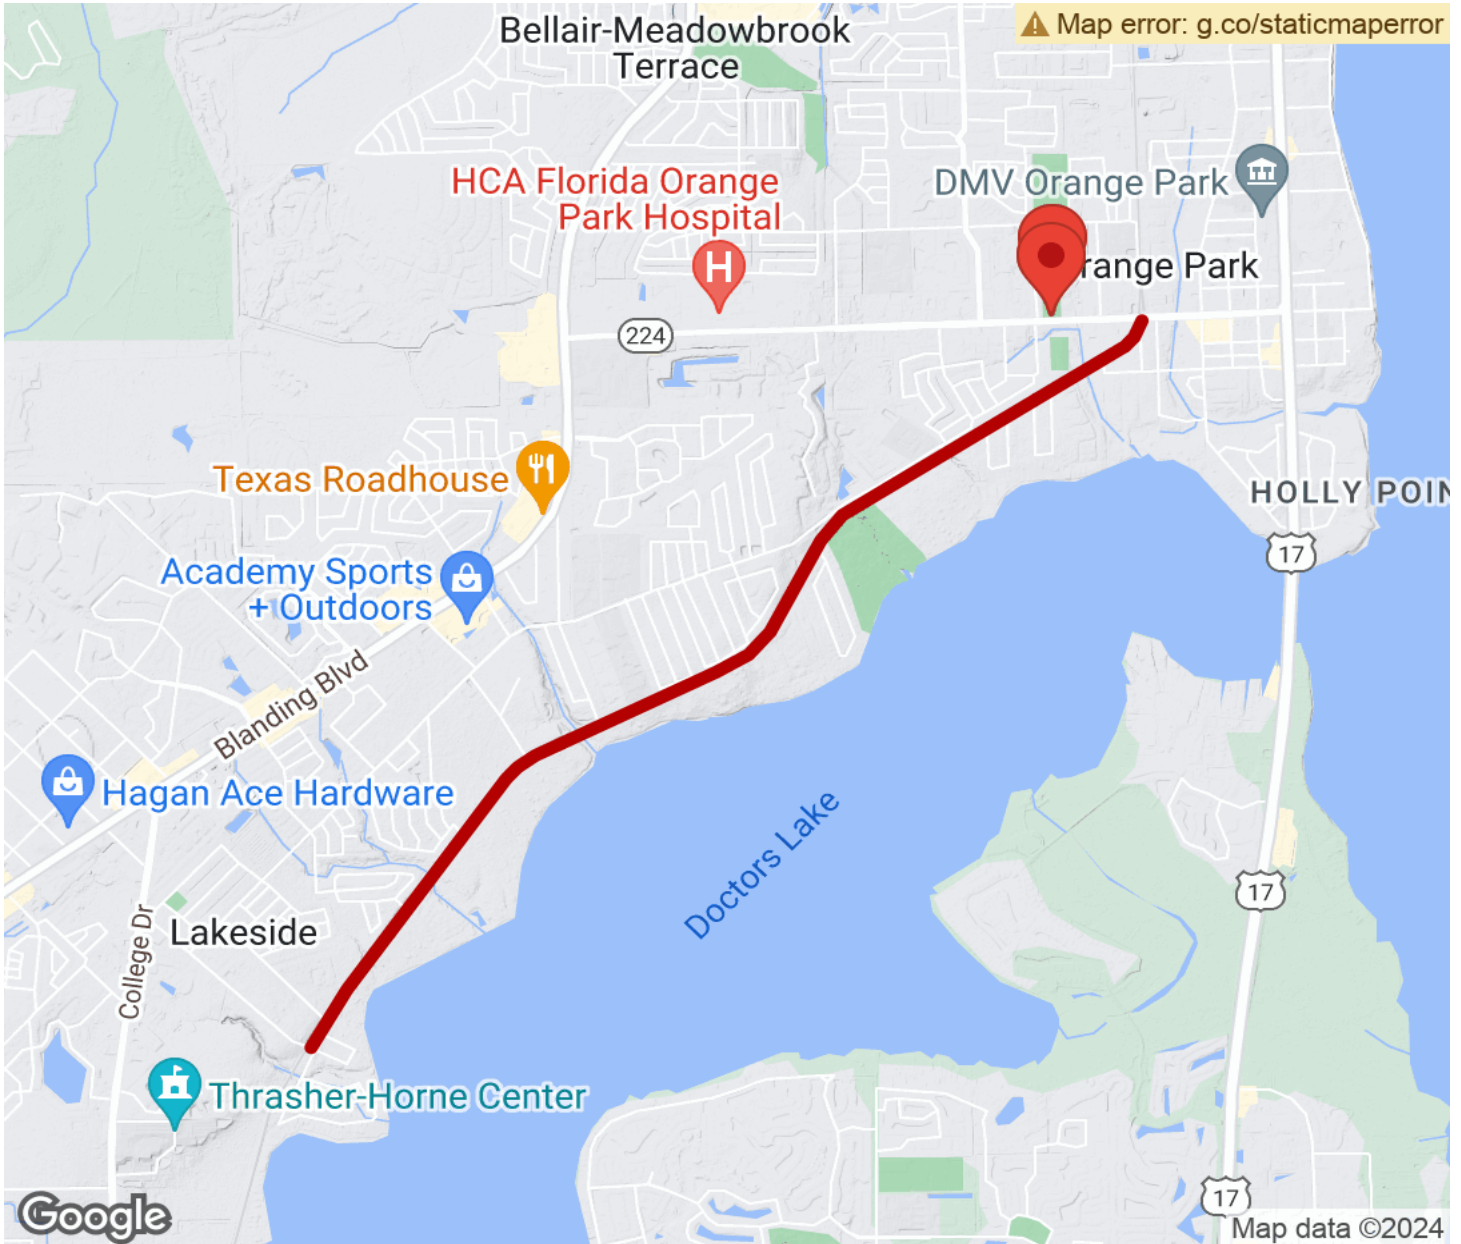 Bellair-Meadowbrook
Terrace
Map error: g.co/staticmaperror
HCA Florida Orange
Park Hospital
H
DMV Orange Park
range Park
224
Texas Roadhouse
HOLLY POIN
17
Academy Sports
+ Outdoors
Blanding Blvd
Hagan Ace Hardware
Doctors Lake
17
College Dr
Lakeside
Thrasher-Horne Center
17
Google
Map data ©2024